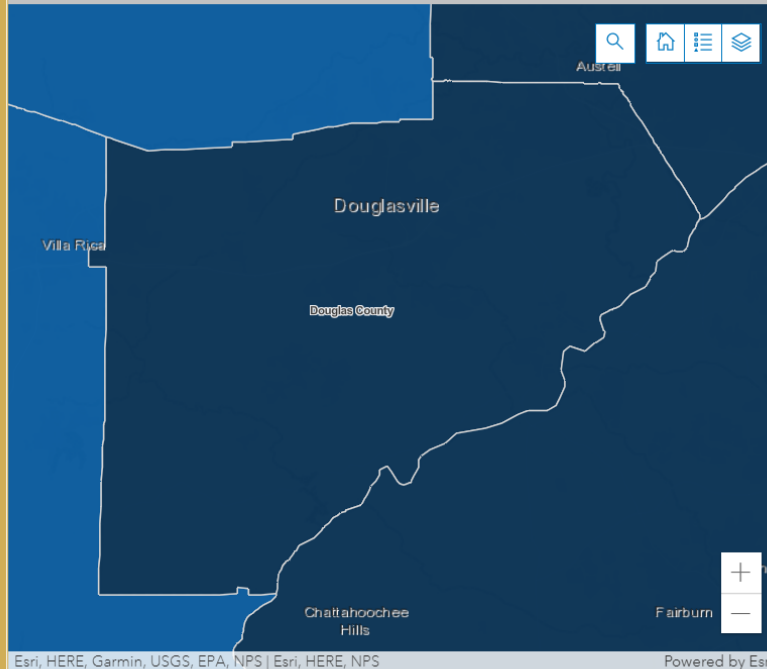 Austell
Douglasville
Villa Rica
Douglas County
Chattahoochee
Hills
Fairburn
Esri, HERE, Garmin, USGS, EPA, NPS | Esri, HERE, NPS
Powered by Esr